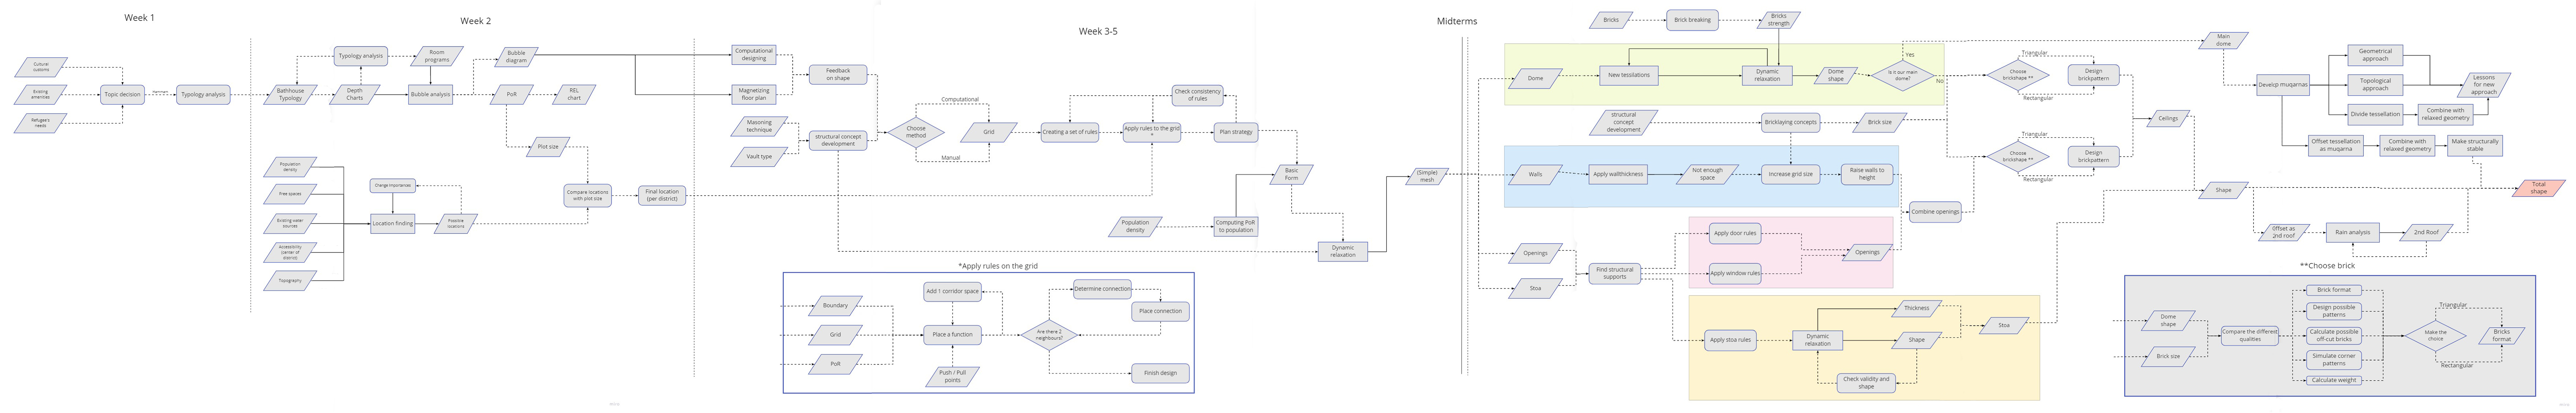 Week 1
Cultural
customs
Existing
amenities
Refugee's
needs
Topic decision
Typology analysis
Week 2
Typology analysis
Room
programs
Bathhouse
Typology
Depth
Charts
Bubble analysis
Bubble
diagram
PoR
REL
chart
Plot size
Population
density
Free spaces
Existing water
sources
Accessibility
(center of
district)
Topography
Change importances
Location finding
Possible
locations
Compare locations
with plot size
Final location
(per district)
Week 3-5
Computational
designing
Magnetizing
floor plan
Feedback
on shape
Masoning
technique
Vault type
structural concept
development
Choose
method
Computational
Manual
Grid
Creating a set of rules
Check consistency
of rules
Apply rules to the grid
*
Plan strategy
Basic
Form
Population
density
Computing PoR
to population
Dynamic
relaxation
(Simple)
mesh
*Apply rules on the grid
Boundary
Grid
PoR
Add 1 corridor space
Place a function
Push / Pull
points
Are there 2
neighbours?
Determine connection
Place connection
Finish design
Midterms
Bricks
Brick breaking
Bricks
strength
Dome
New tessilations
Dynamic
relaxation
Dome
shape
Is it our main
dome?
Yes
No
structural
concept
development
Bricklaying concepts
Brick size
Walls
Apply wallthickness
Not enough
space
Increase grid size
Raise walls to
height
Openings
Stoa
Find structural
supports
Apply door rules
Apply window rules
Openings
Combine openings
Apply stoa rules
Dynamic
relaxation
Thickness
Shape
Check validity and
shape
Stoa
Triangular
Choose
brickshape **
Rectangular
Design
brickpattern
Triangular
Choose
brickshape **
Rectangular
Design
brickpattern
Ceilings
Main
dome
Develop muqarnas
Geometrical
approach
Topological
approach
Divide tessellation
Combine with
relaxed geometry
Lessons
for new
approach
Offset tessellation
as muqarna
Combine with
relaxed geometry
Make structurally
stable
Shape
Total
shape
Offset as
2nd roof
Rain analysis
2nd Roof
**Choose brick
Dome
shape
Brick size
Compare the different
qualities
Brick format
Design possible
patterns
Calculate possible
off-cut bricks
Simulate corner
patterns
Calculate weight
Make the
choice
Triangular
Rectangular
Bricks
format